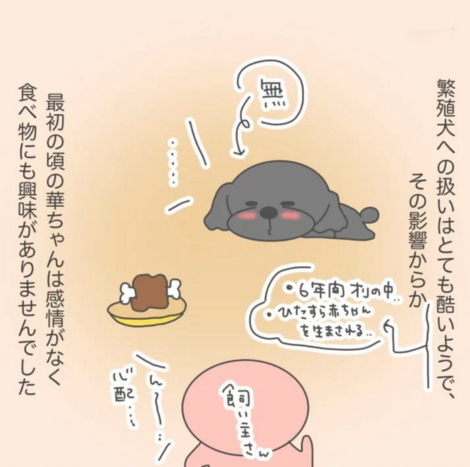 繁殖犬への扱いはとても酷いようで、
その影響からか
・6年間オリの中..
・ひたすら赤ちゃん
を生まされる..
無
.....
最初の頃の華ちゃんは感情がなく
食べ物にも興味がありませんでした
飼い主さん
ん〜...
心配...